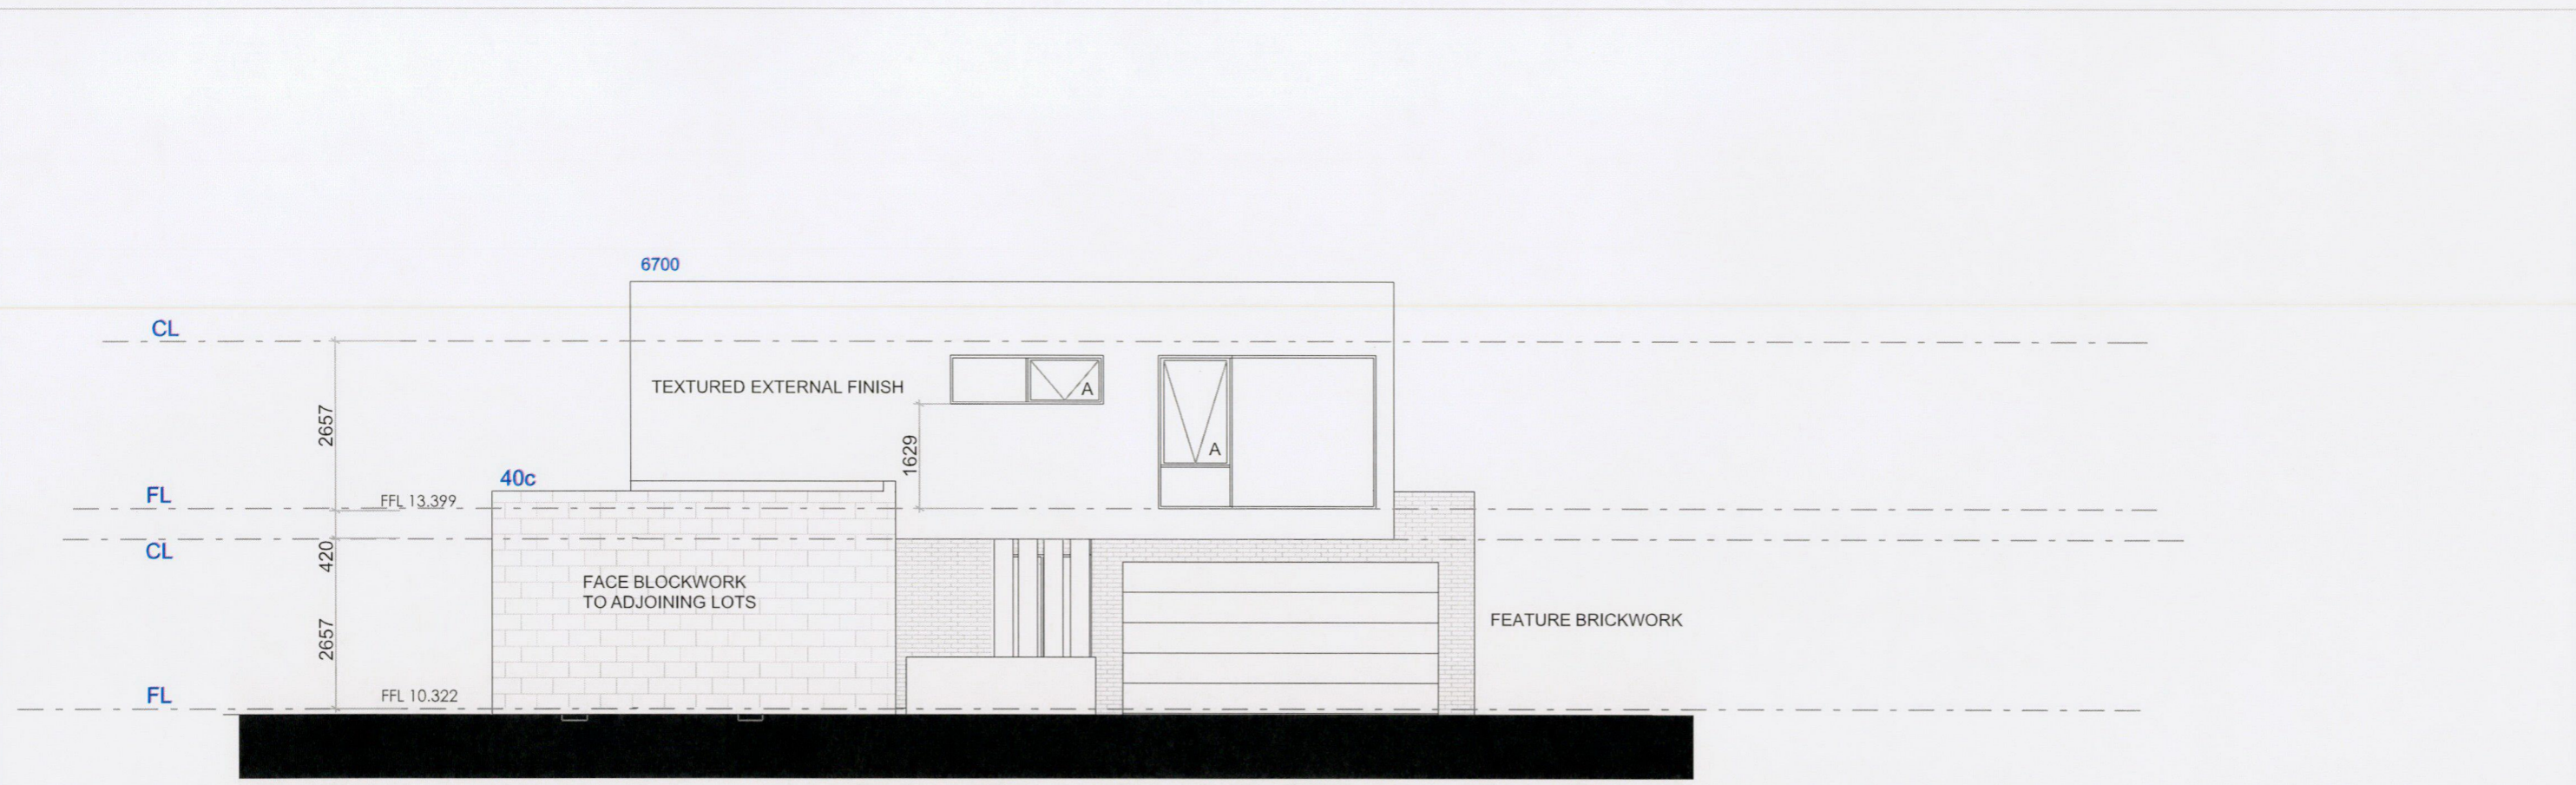 6700
CL
TEXTURED EXTERNAL FINISH
A
2657
1629
A
40c
FL
FFL 13.399
CL
420
FACE BLOCKWORK
TO ADJOINING LOTS
2657
FEATURE BRICKWORK
FL
FFL 10.322